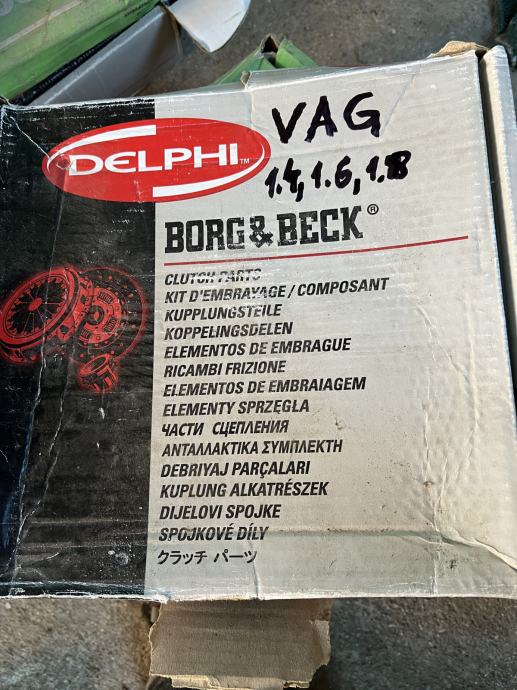 VAG
1.4, 1.6, 1.8
DELPHI™
BORG & BECK®
CLUTCH PARTS
KIT D'EMBRAYAGE / COMPOSANT
KUPPLUNGSTEILE
KOPPELINGSDELEN
ELEMENTOS DE EMBRAGUE
RICAMBI FRIZIONE
ELEMENTOS DE EMBRAIAGEM
ELEMENTY SPRZĘGŁA
ЧАСТИ СЦЕПЛЕНИЯ
ΑΝΤΑΛΛΑΚΤΙΚΑ ΣΥΜΠΛΕΚΤΗ
DEBRIYAJ PARÇALARI
KUPLUNG ALKATRÉSZEK
DIJELOVI SPOJKE
SPOJKOVÉ DÍLY
クラッチ パーツ